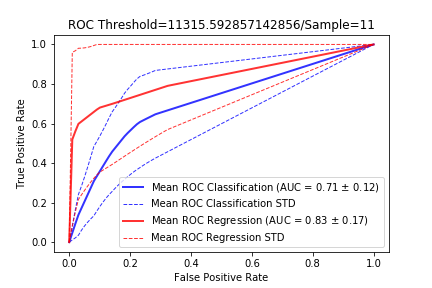 ROC Threshold=11315.592857142856/Sample=11
True Positive Rate
1.0
0.8
0.6
0.4
0.2
0.0
Mean ROC Classification (AUC = 0.71 ± 0.12)
Mean ROC Classification STD
Mean ROC Regression (AUC = 0.83 ± 0.17)
Mean ROC Regression STD
0.0 0.2 0.4 0.6 0.8 1.0
False Positive Rate